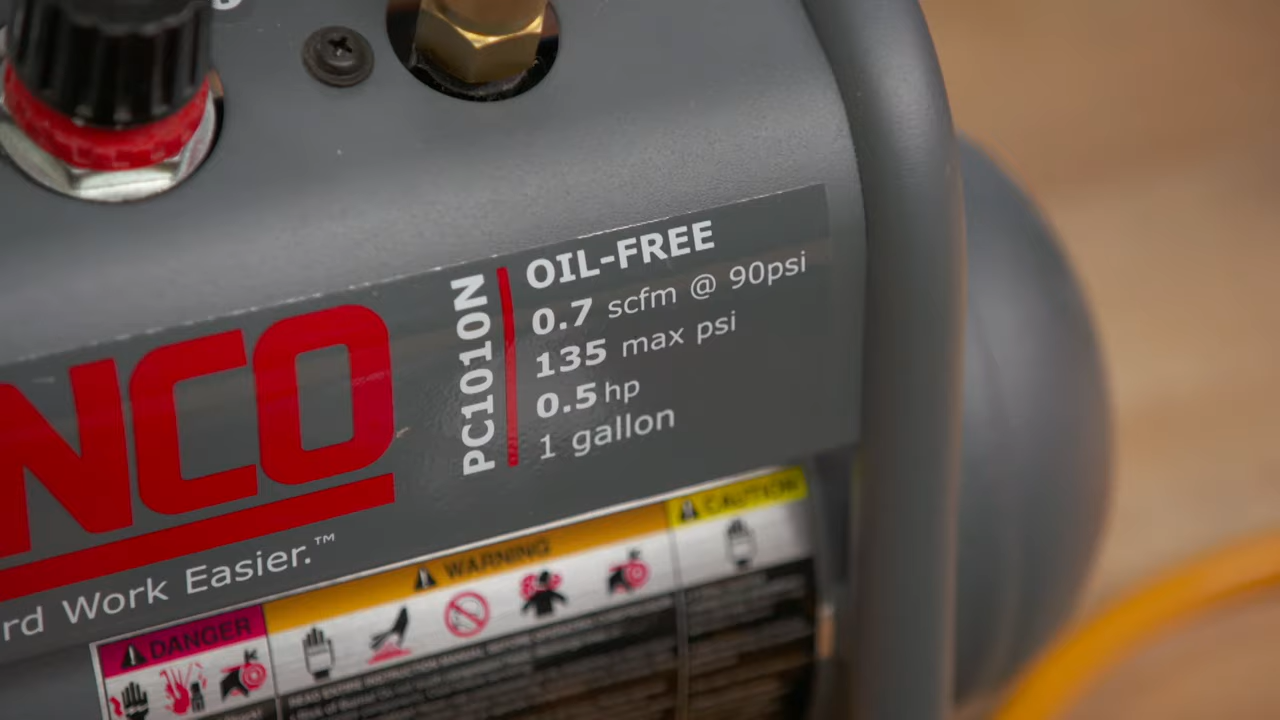 PC1010N
OIL-FREE
0.7 scfm @ 90psi
135 max psi
0.5 hp
1 gallon
NCO
rd Work Easier.™
CAUTION
WARNING
DANGER